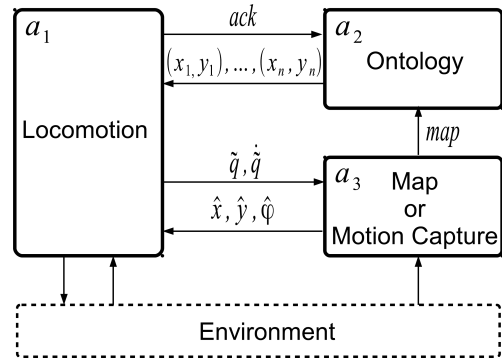 a₁
Locomotion
ack
(x₁, y₁), ..., (xₙ, yₙ)
a₂
Ontology
map
q̃, q̃̇
x̂, ŷ, φ̂
a₃
Map
or
Motion Capture
Environment